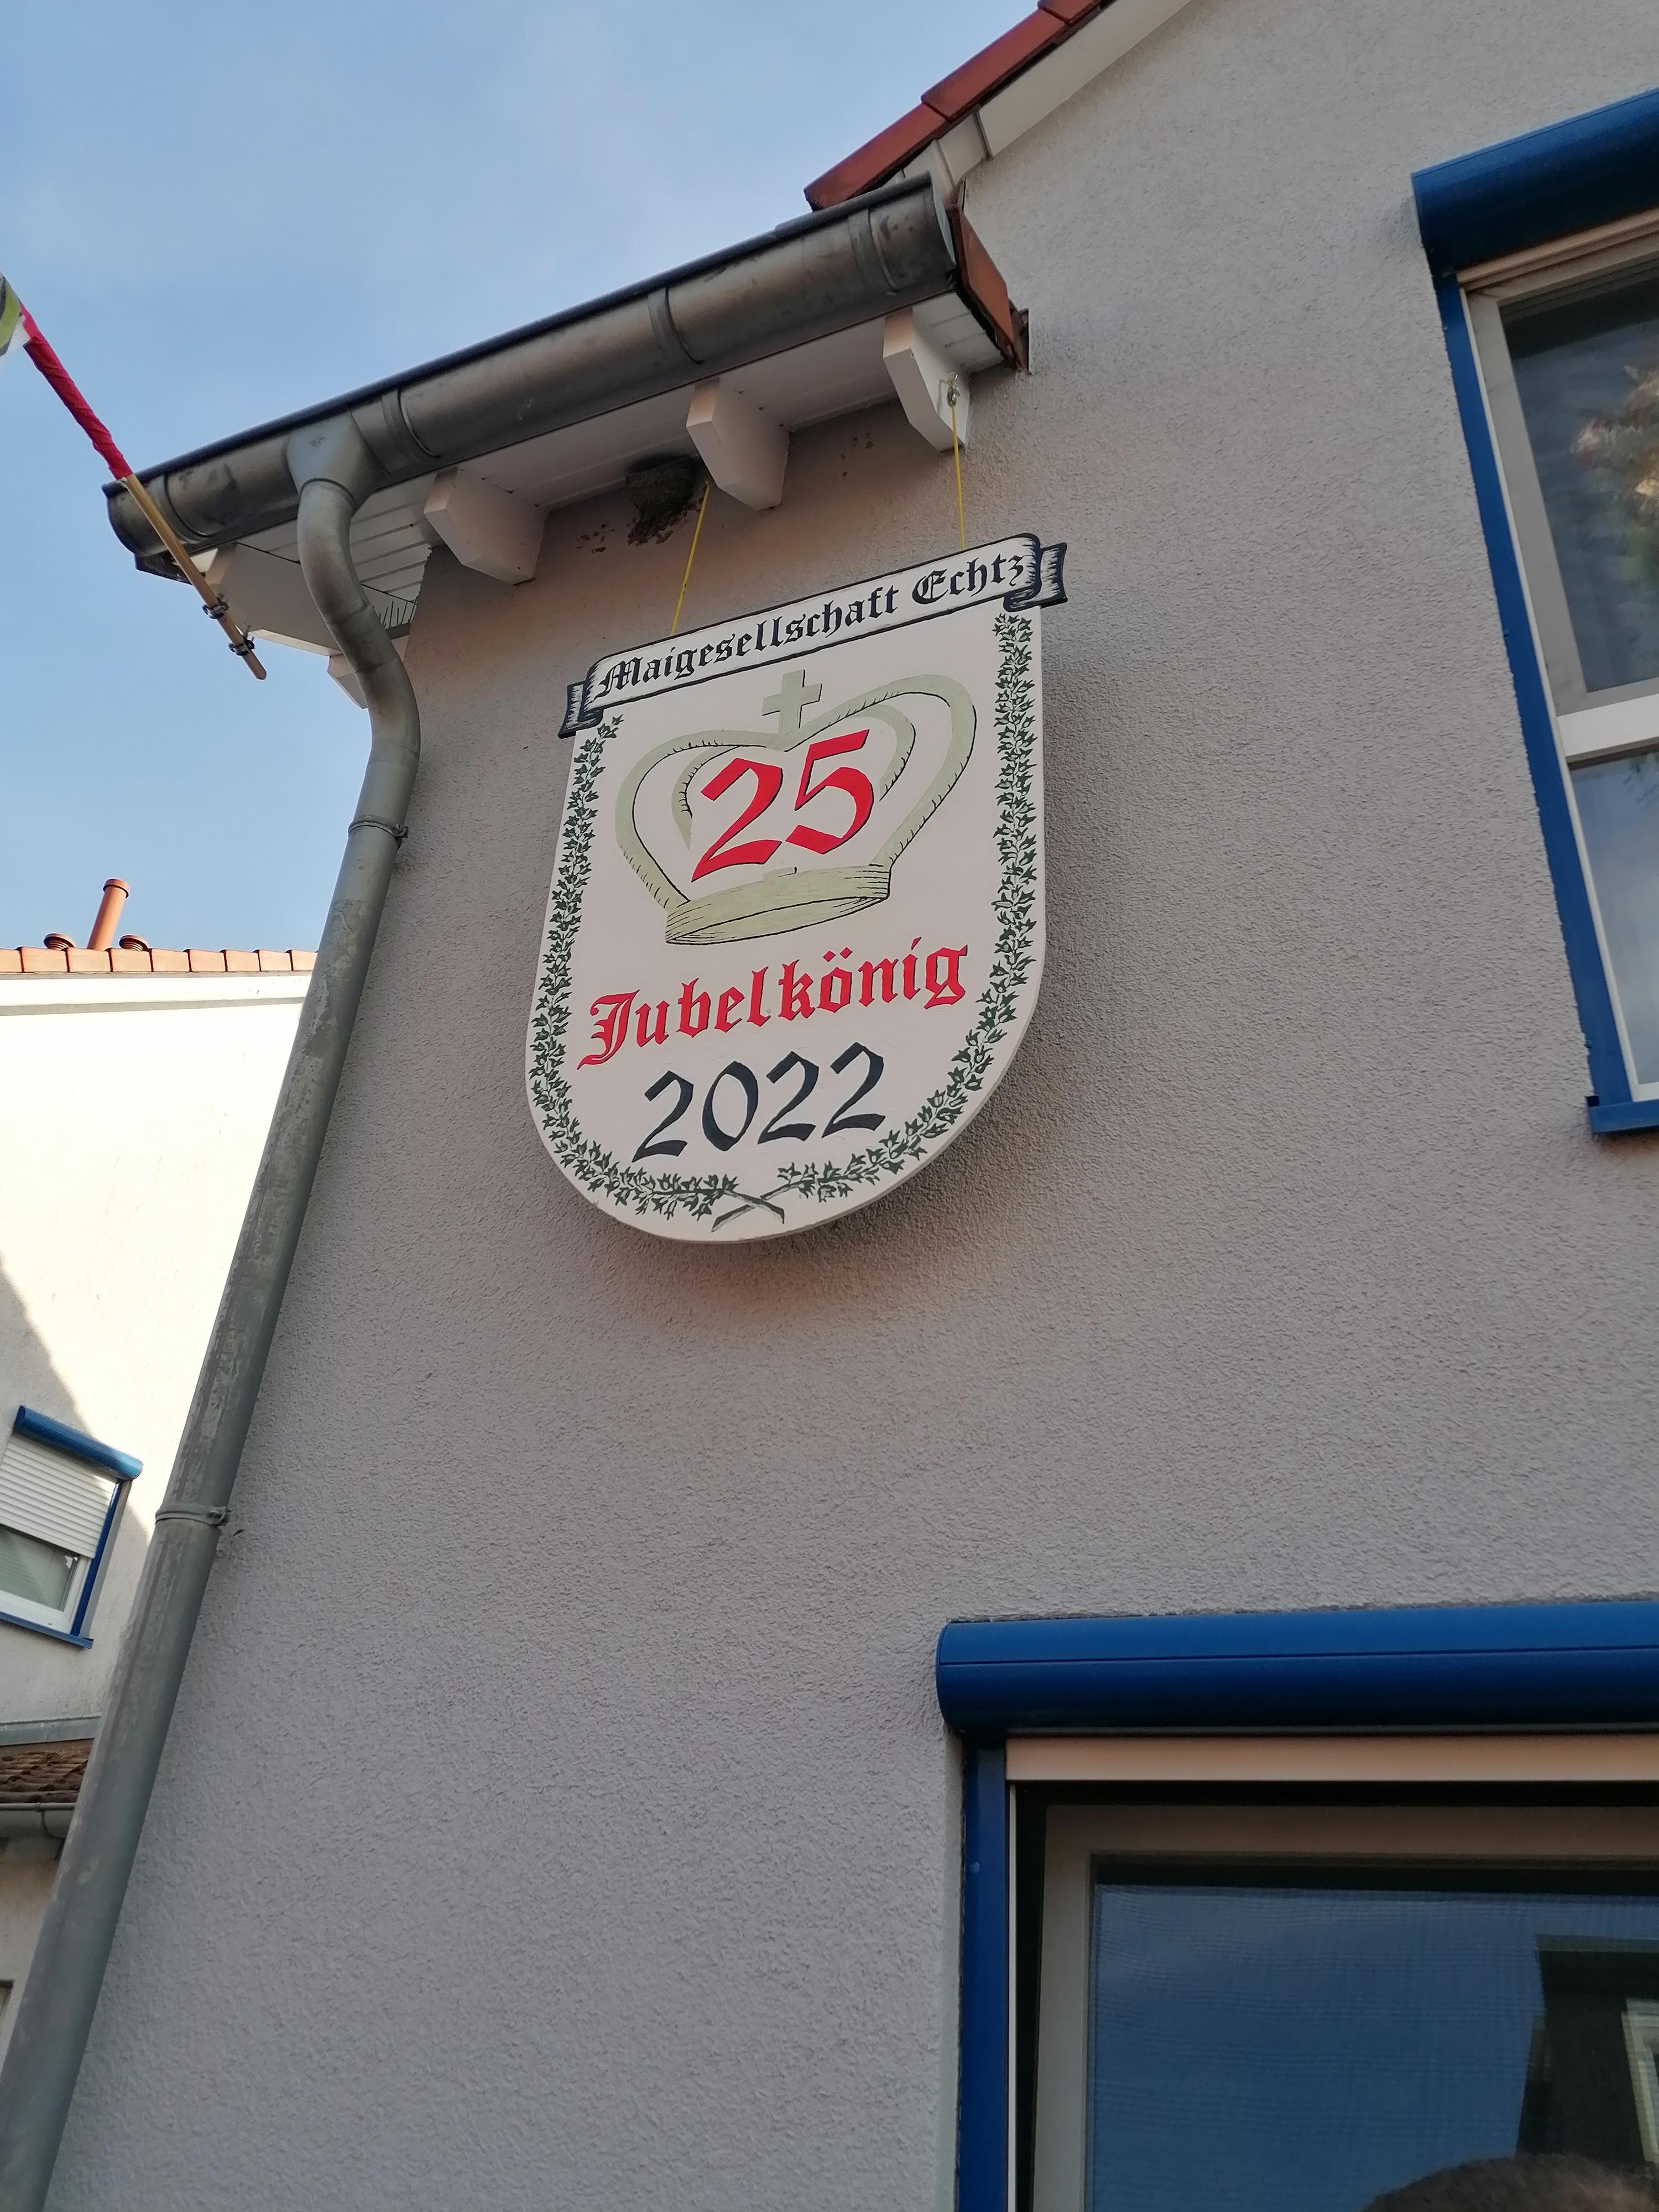 Maigesellschaft Echtz
25
Jubelkönig
2022